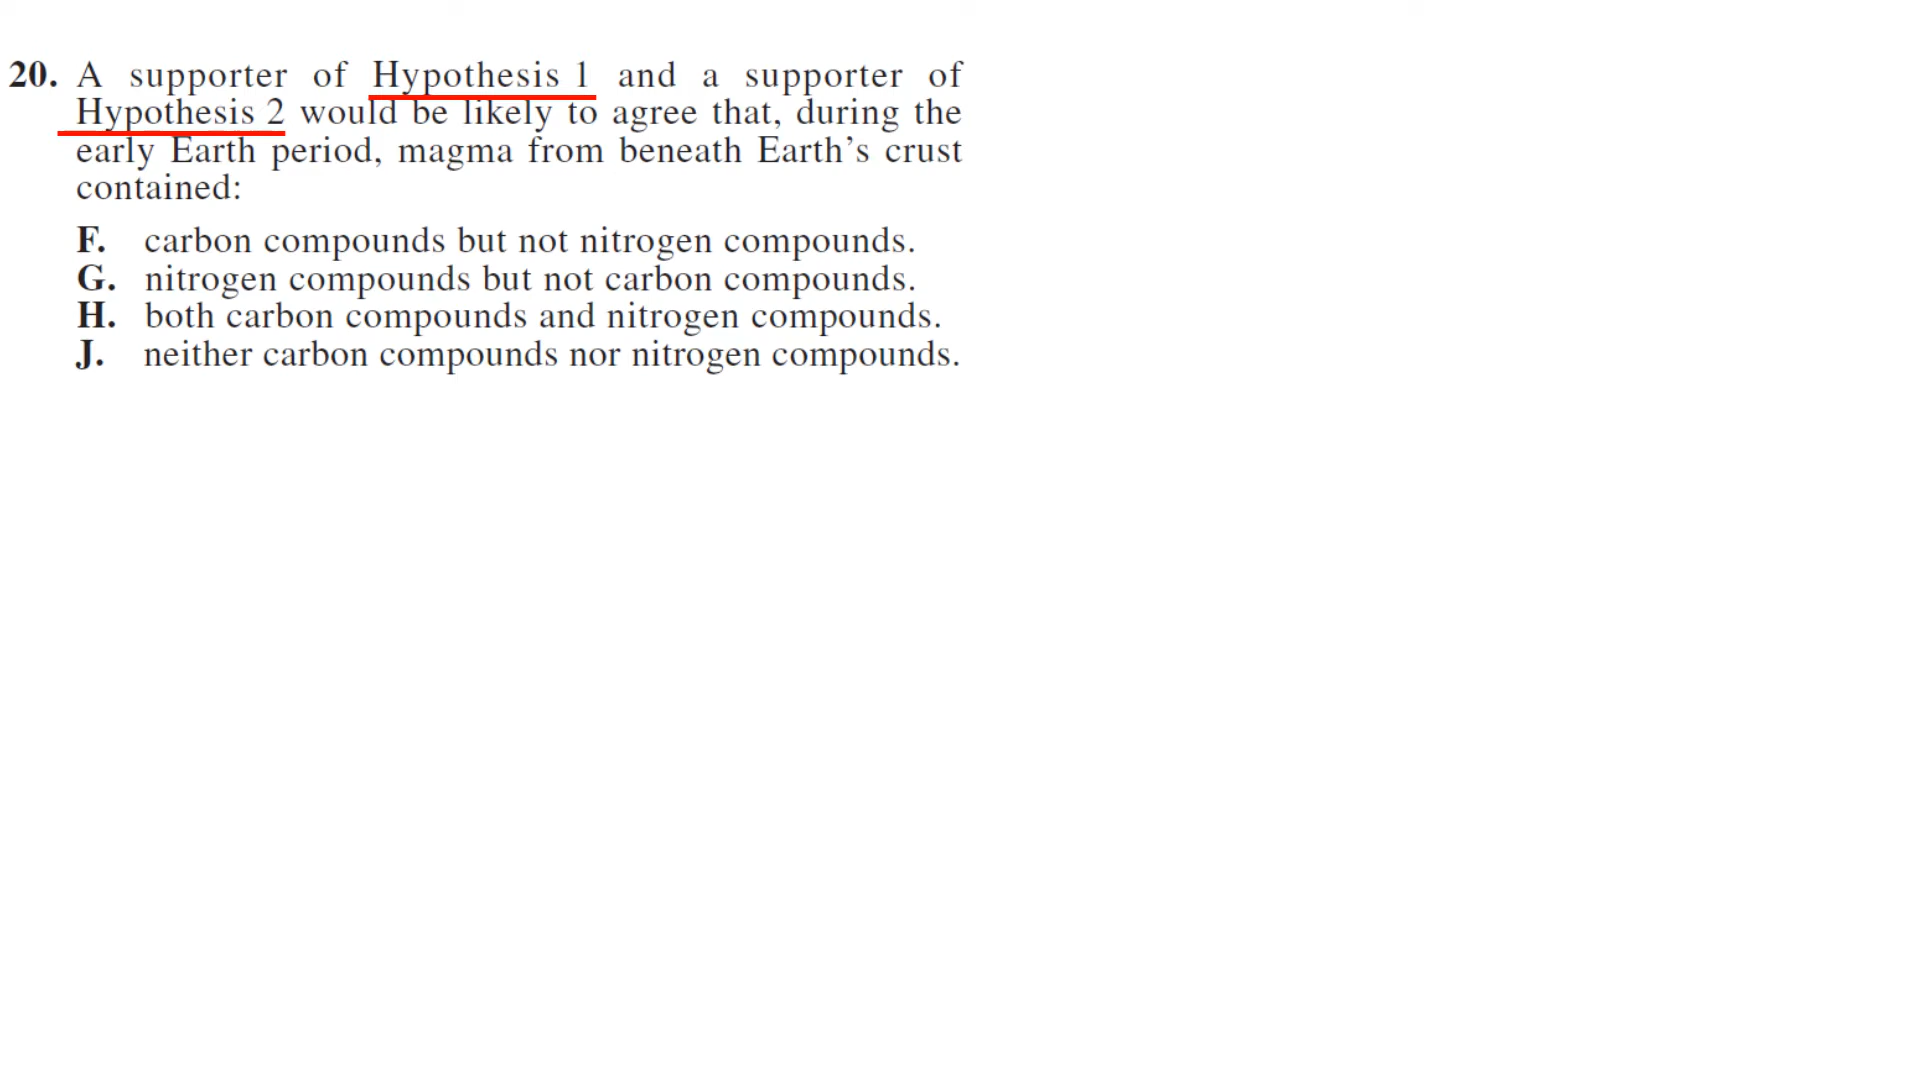 20. A supporter of Hypothesis 1 and a supporter of
Hypothesis 2 would be likely to agree that, during the
early Earth period, magma from beneath Earth’s crust
contained:
F. carbon compounds but not nitrogen compounds.
G. nitrogen compounds but not carbon compounds.
H. both carbon compounds and nitrogen compounds.
J. neither carbon compounds nor nitrogen compounds.